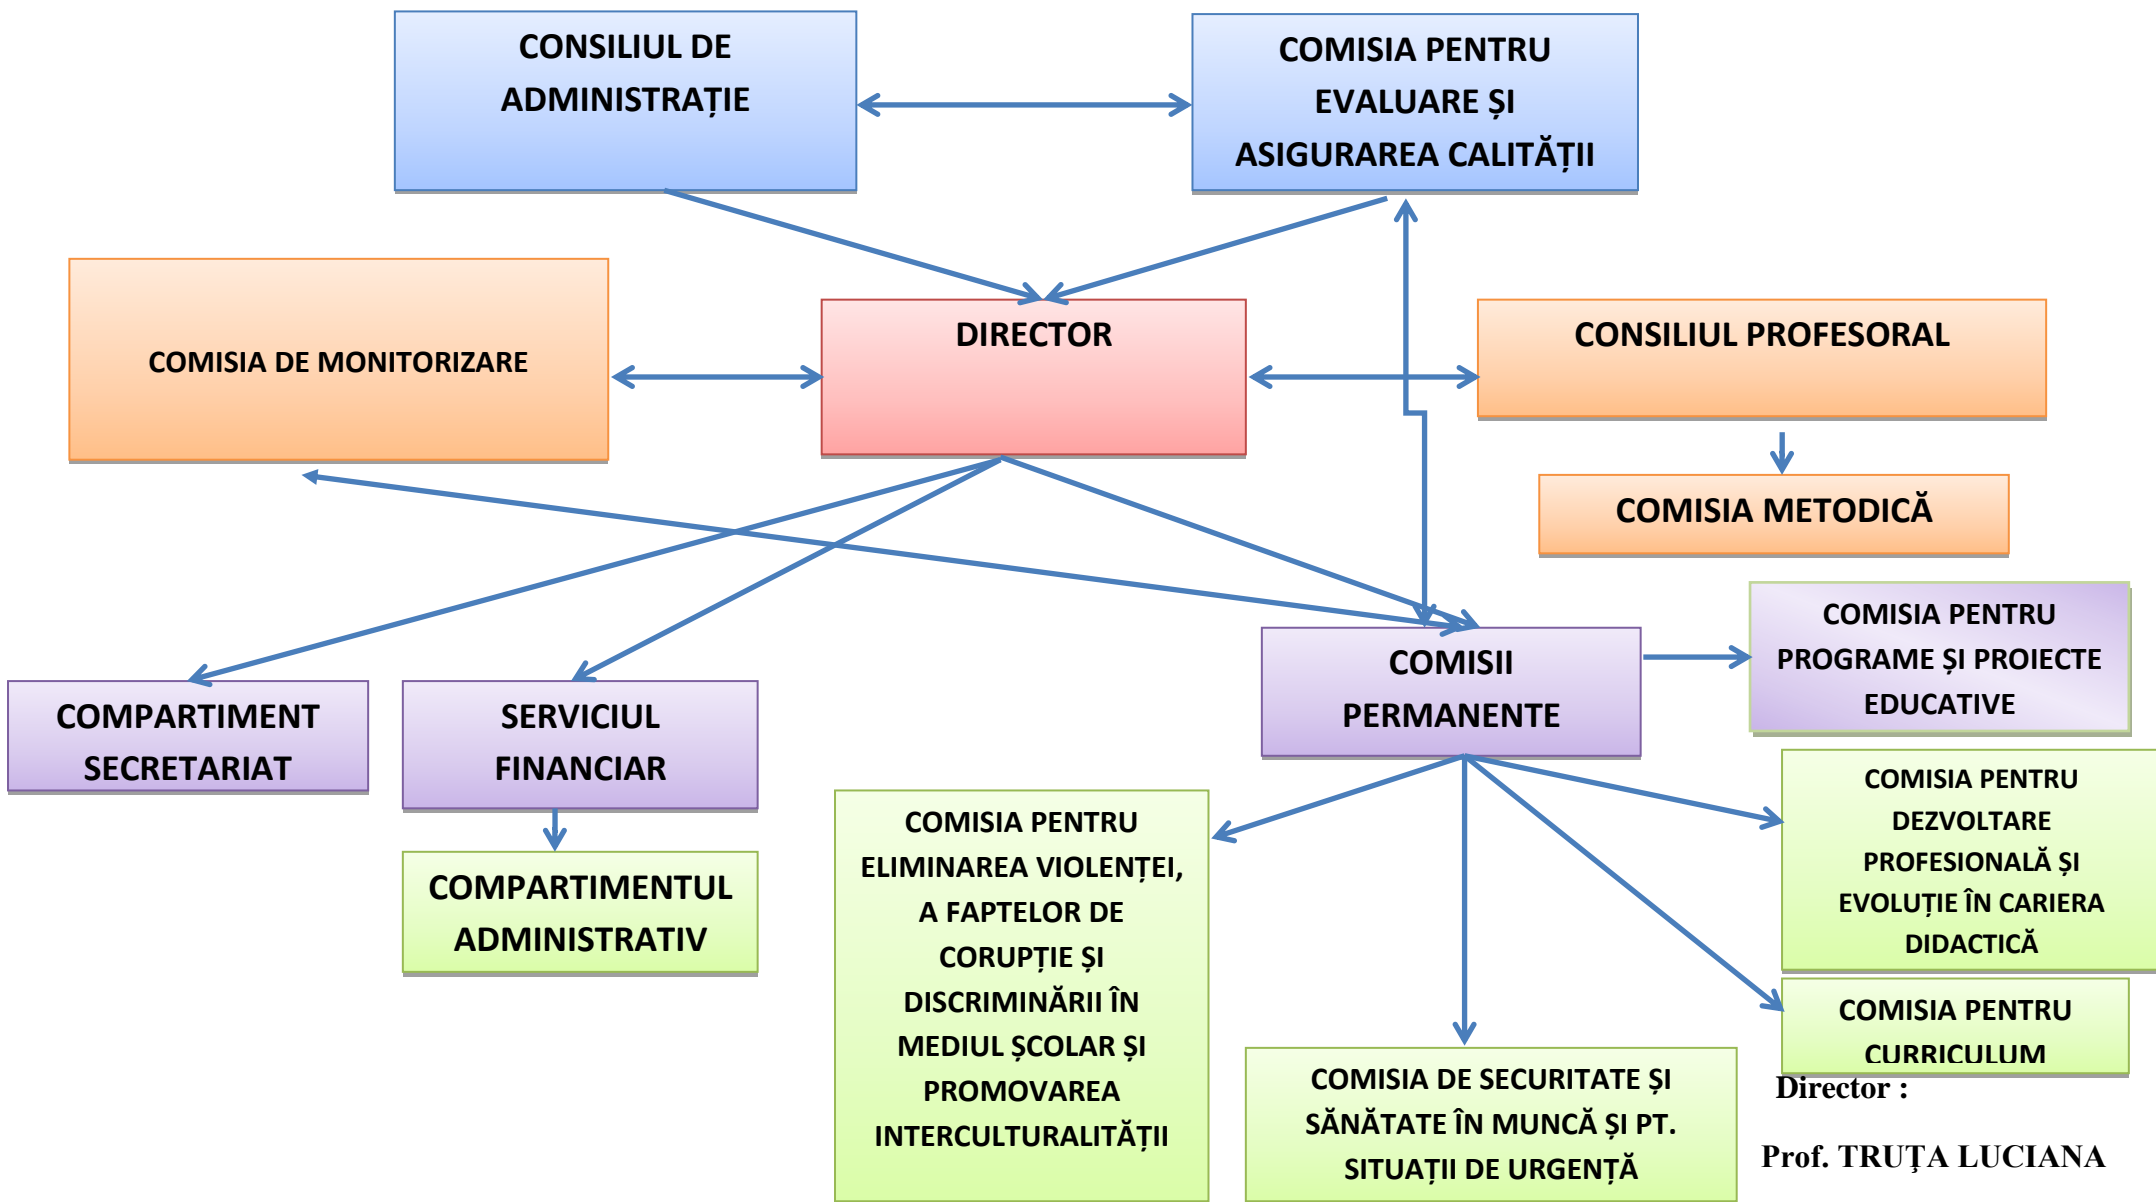 CONSILIUL DE
ADMINISTRAȚIE
COMISIA PENTRU
EVALUARE ȘI
ASIGURAREA CALITĂȚII
COMISIA DE MONITORIZARE
DIRECTOR
CONSILIUL PROFESORAL
COMISIA METODICĂ
COMPARTIMENT
SECRETARIAT
SERVICIUL
FINANCIAR
COMISII
PERMANENTE
COMISIA PENTRU
PROGRAME ȘI PROIECTE
EDUCATIVE
COMPARTIMENTUL
ADMINISTRATIV
COMISIA PENTRU
ELIMINAREA VIOLENȚEI,
A FAPTELOR DE
CORUPȚIE ȘI
DISCRIMINĂRII ÎN
MEDIUL ȘCOLAR ȘI
PROMOVAREA
INTERCULTURALITĂȚII
COMISIA DE SECURITATE ȘI
SĂNĂTATE ÎN MUNCĂ ȘI PT.
SITUAȚII DE URGENȚĂ
COMISIA PENTRU
DEZVOLTARE
PROFESIONALĂ ȘI
EVOLUȚIE ÎN CARIERA
DIDACTICĂ
COMISIA PENTRU
CURRICULUM
Director :
Prof. TRUŢA LUCIANA